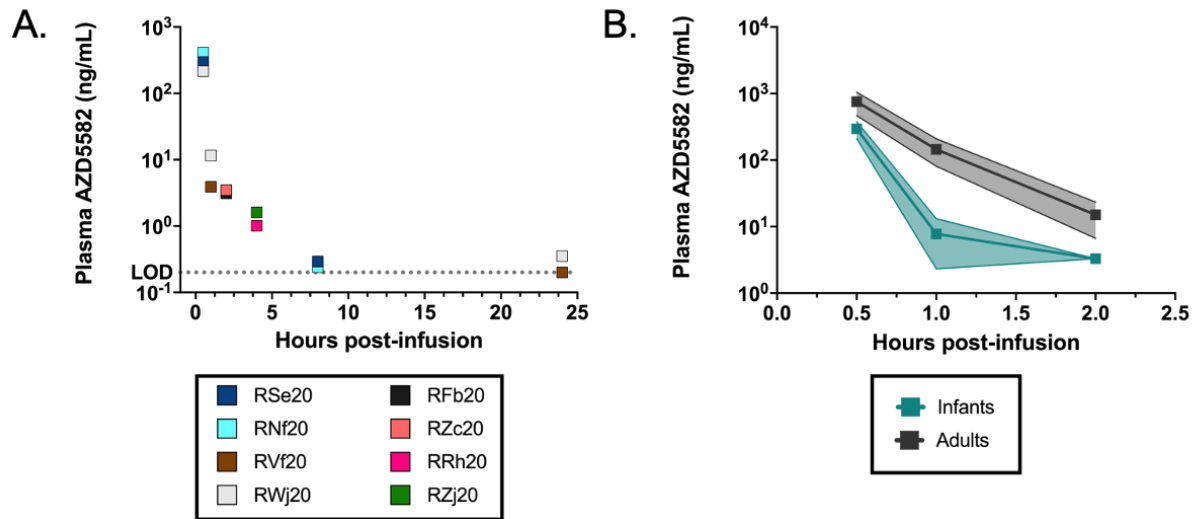 A.
Plasma AZD5582 (ng/mL)
10³
10²
10¹
10⁰
LOD
10⁻¹
0 5 10 15 20 25
Hours post-infusion
RSe20 RFb20
RNf20 RZc20
RVf20 RRh20
RWj20 RZj20
B.
Plasma AZD5582 (ng/mL)
10⁴
10³
10²
10¹
10⁰
0.0 0.5 1.0 1.5 2.0 2.5
Hours post-infusion
Infants
Adults